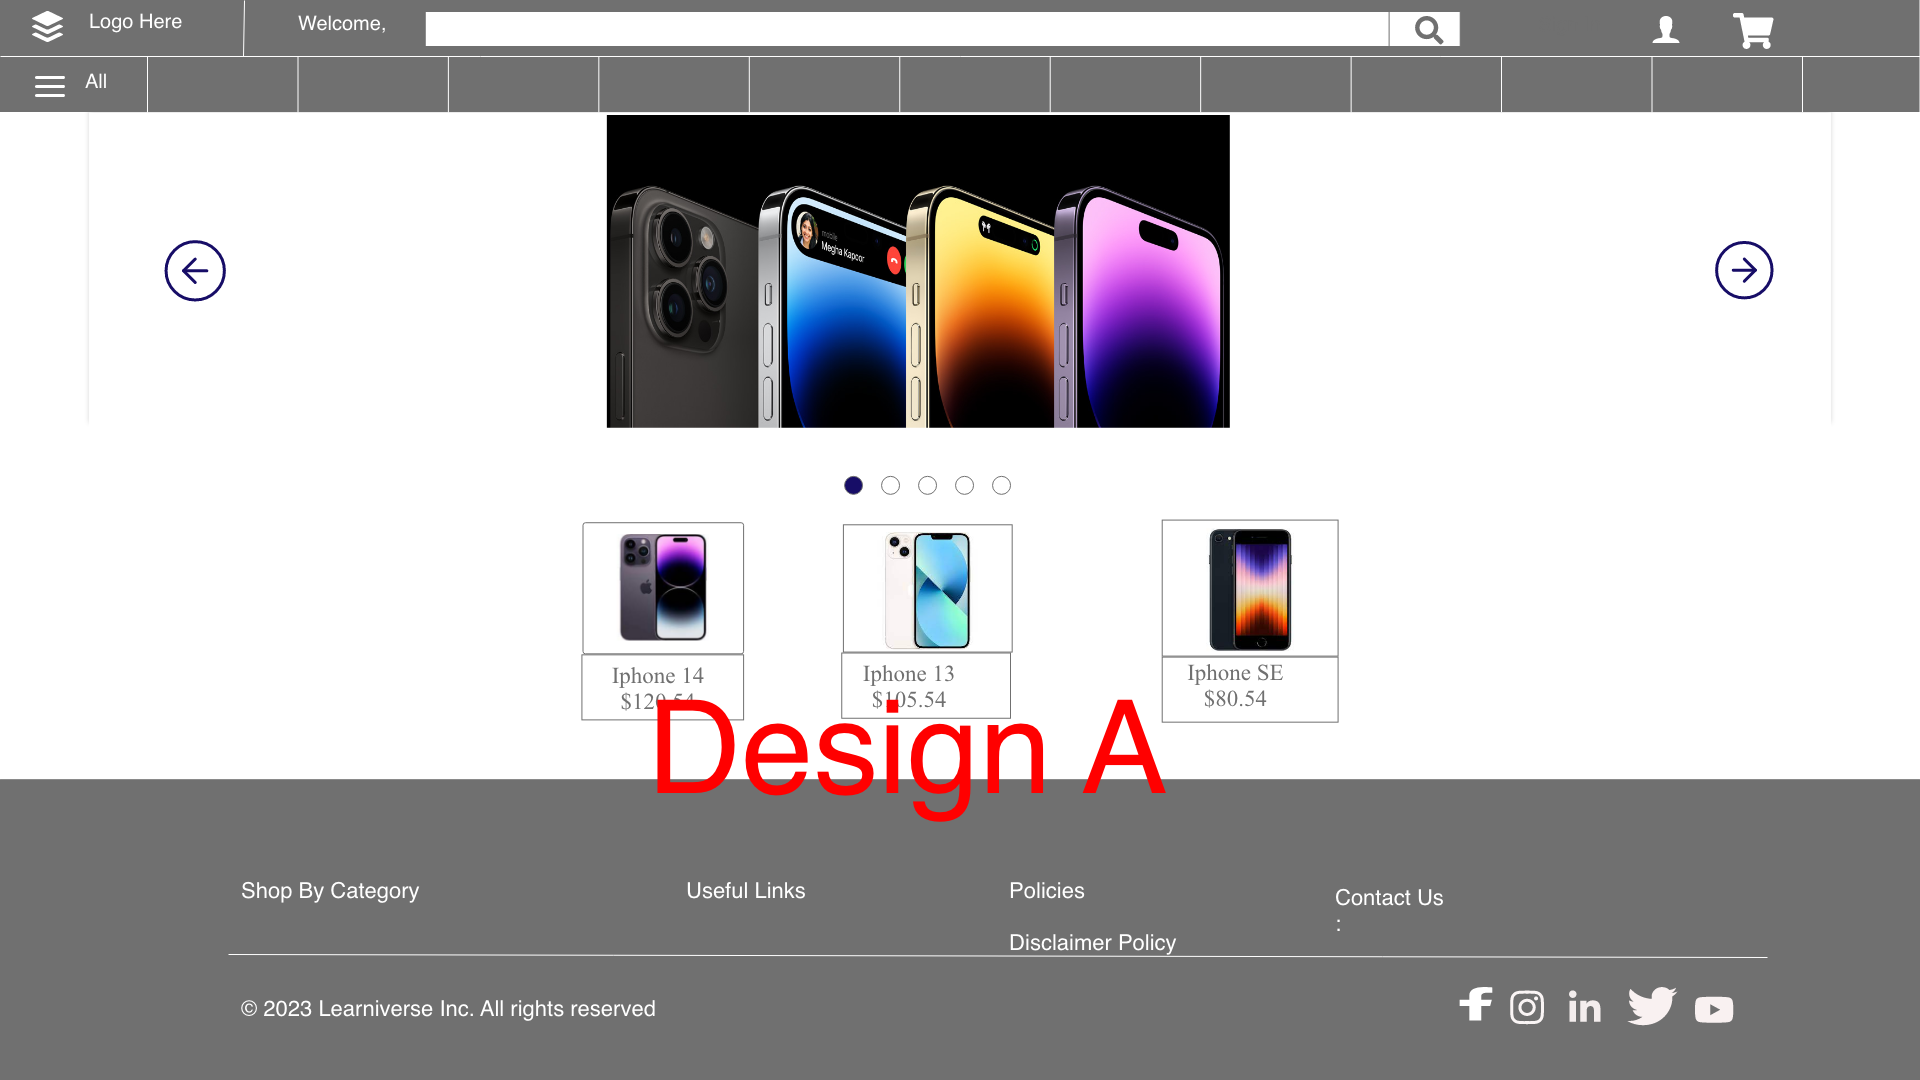 Logo Here
Welcome,
All
mobile
Megha Kapoor
Iphone 14
$120.54
Iphone 13
$105.54
Iphone SE
$80.54
Design A
Shop By Category
Useful Links
Policies
Contact Us
:
Disclaimer Policy
© 2023 Learniverse Inc. All rights reserved